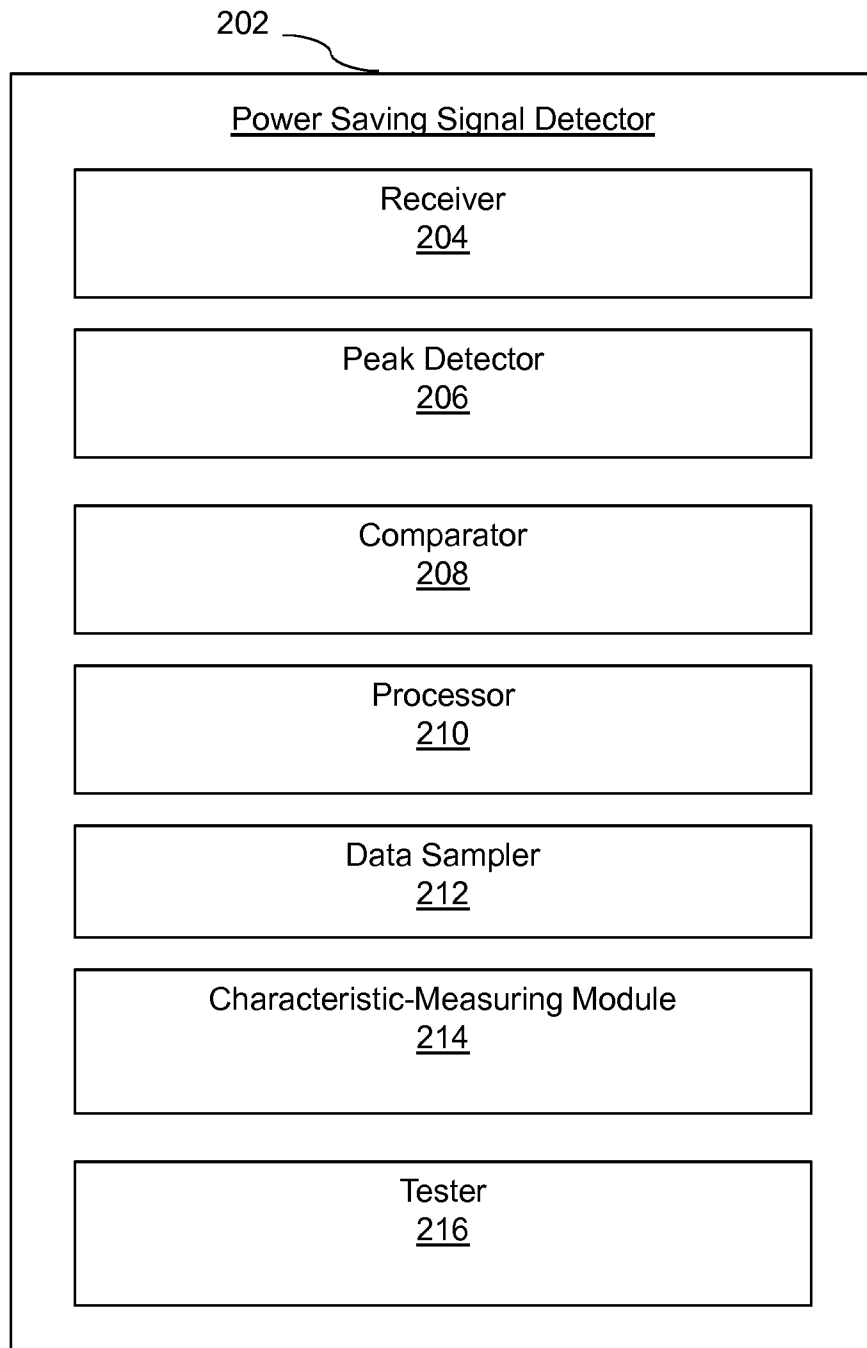 202
Power Saving Signal Detector
Receiver
204
Peak Detector
206
Comparator
208
Processor
210
Data Sampler
212
Characteristic-Measuring Module
214
Tester
216